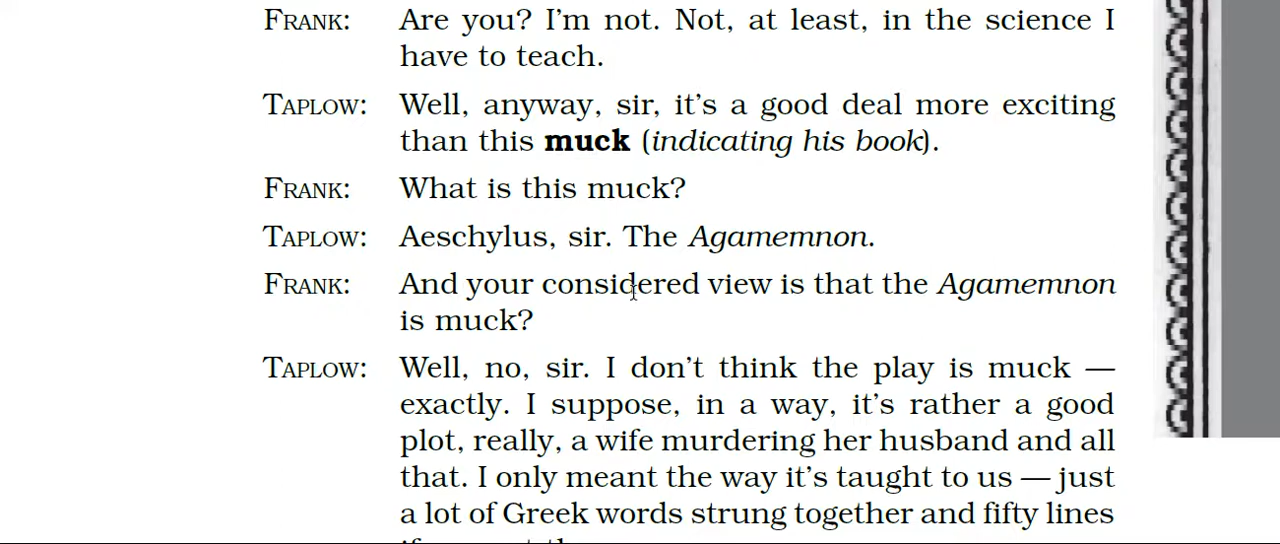 FRANK: Are you? I'm not. Not, at least, in the science I
have to teach.
TAPLOW: Well, anyway, sir, it's a good deal more exciting
than this muck (indicating his book).
FRANK: What is this muck?
TAPLOW: Aeschylus, sir. The Agamemnon.
FRANK: And your considered view is that the Agamemnon
is muck?
TAPLOW: Well, no, sir. I don't think the play is muck —
exactly. I suppose, in a way, it's rather a good
plot, really, a wife murdering her husband and all
that. I only meant the way it's taught to us — just
a lot of Greek words strung together and fifty lines